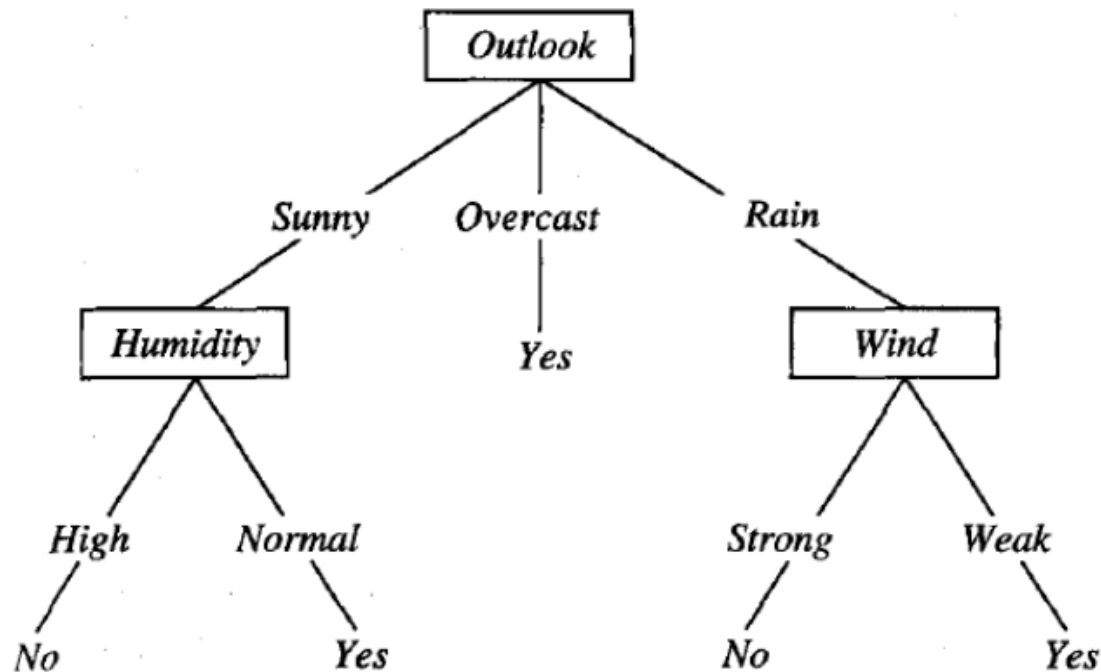 Outlook
Sunny Overcast Rain
Humidity Yes Wind
High Normal Strong Weak
No Yes No Yes